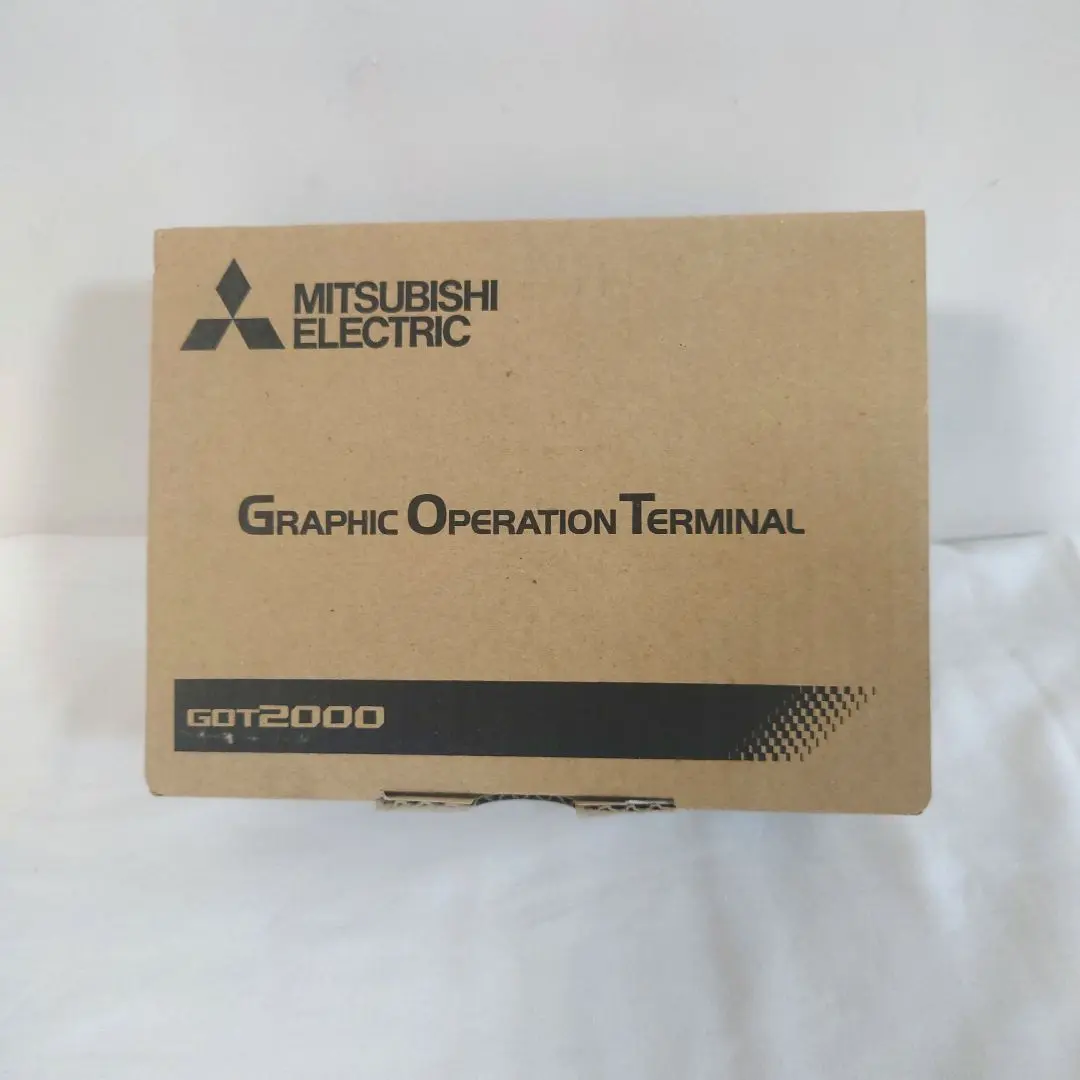 MITSUBISHI
ELECTRIC
GRAPHIC OPERATION TERMINAL
GOT2000